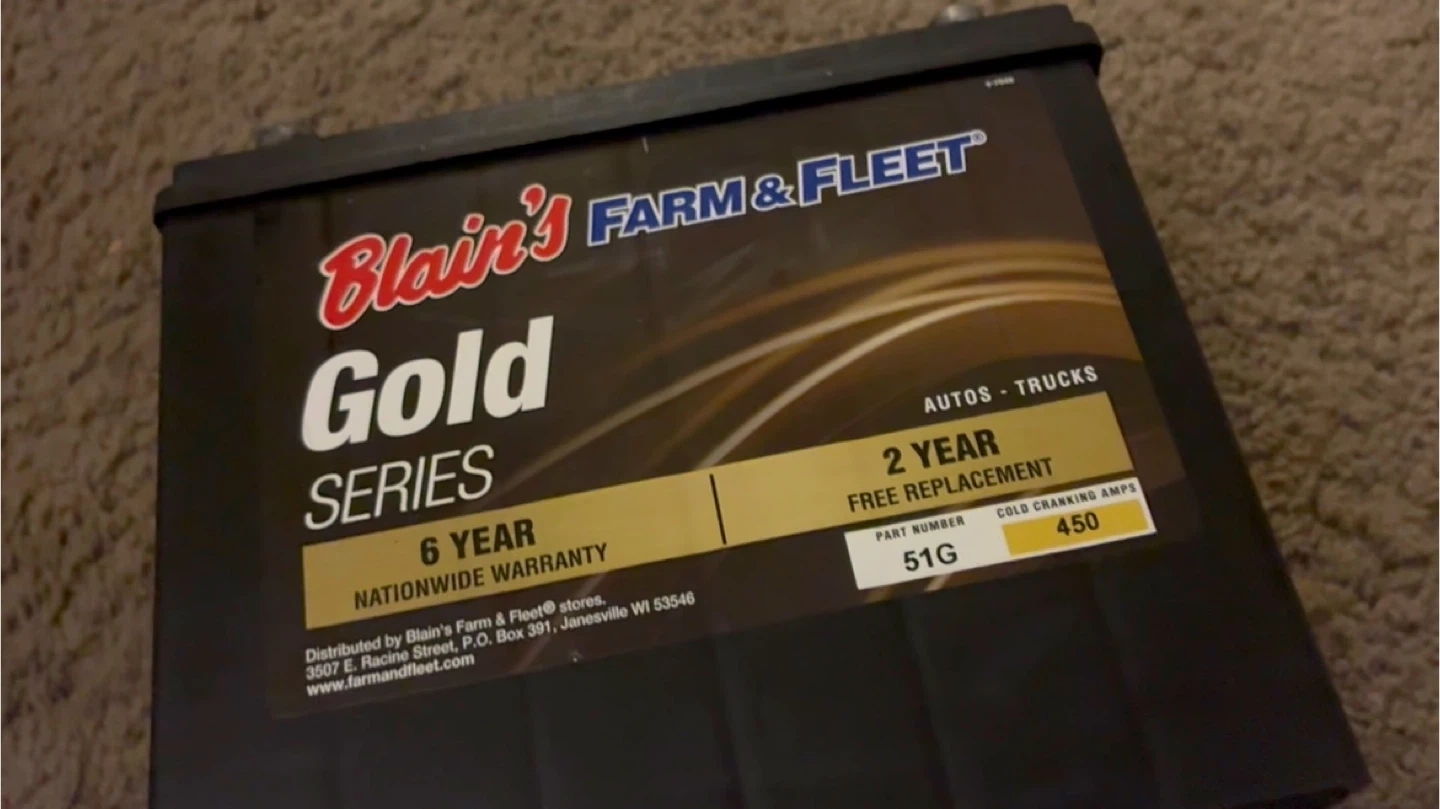 Blain's FARM & FLEET®
Gold
SERIES
AUTOS - TRUCKS
6 YEAR
NATIONWIDE WARRANTY
2 YEAR
FREE REPLACEMENT
PART NUMBER
51G
COLD CRANKING AMPS
450
Distributed by Blain's Farm & Fleet® stores.
3507 E. Racine Street, P.O. Box 391, Janesville WI 53546
www.farmandfleet.com